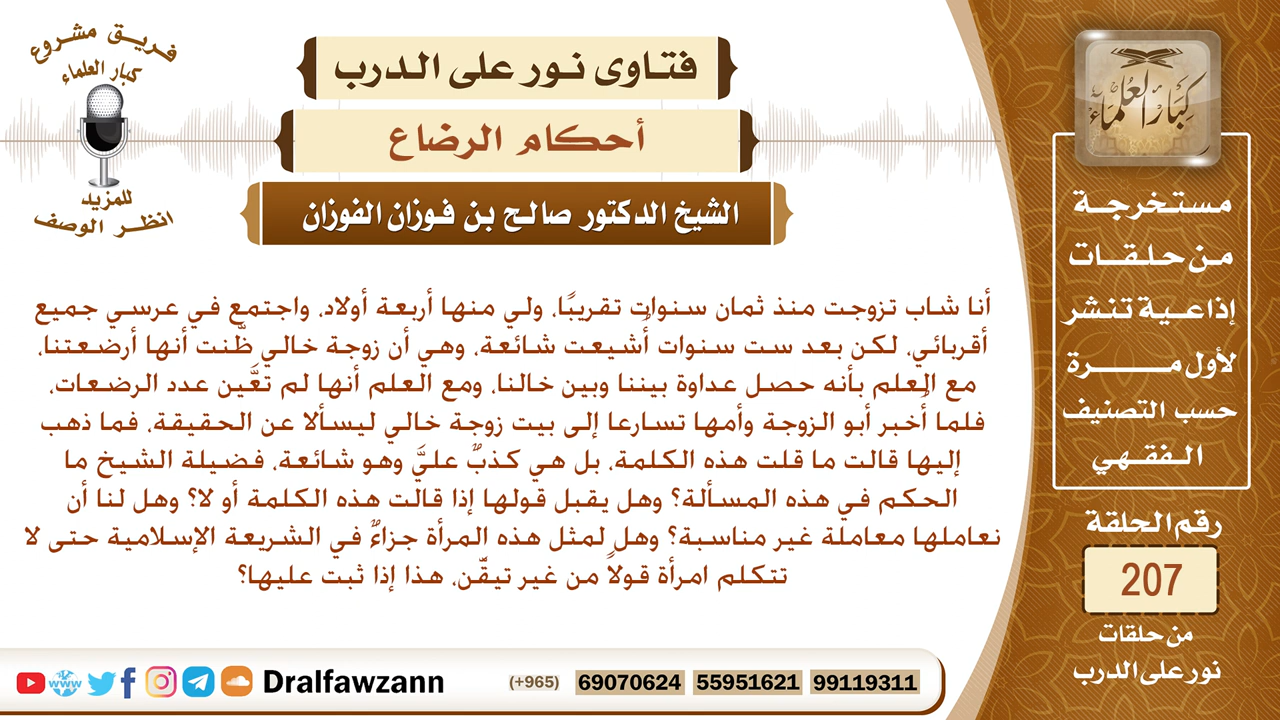 فريق مشروع
كبار العلماء
للمزيد
انظر الوصف
فتاوى نور على الدرب
أحكام الرضاع
الشيخ الدكتور صالح بن فوزان الفوزان
أنا شاب تزوجت منذ ثمان سنوات تقريبًا، ولي منها أربعة أولاد، واجتمع في عرسي جميع
أقربائي، لكن بعد ست سنوات أُشيعت شائعة، وهي أن زوجة خالي ظّنت أنها أرضعتنا،
مع العلم بأنه حصل عداوة بيننا وبين خالنا، ومع العلم أنها لم تعَّين عدد الرضعات،
فلما أُخبر أبو الزوجة وأمها تسارعا إلى بيت زوجة خالي ليسألا عن الحقيقة، فما ذهب
إليها قالت ما قلت هذه الكلمة، بل هي كذبٌ عليَّ وهو شائعة، فضيلة الشيخ ما
الحكم في هذه المسألة؟ وهل يقبل قولها إذا قالت هذه الكلمة أو لا؟ وهل لنا أن
نعاملها معاملة غير مناسبة؟ وهل لمثل هذه المرأة جزاءٌ في الشريعة الإسلامية حتى لا
تتكلم امرأة قولاً من غير تيقّن، هذا إذا ثبت عليها؟
كبار العلماء
مستخرجة
من حلقات
إذاعية تنشر
لأول مرة
حسب التصنيف
الفقهي
رقم الحلقة
207
من حلقات
نور على الدرب
www
Dralfawzann
(+965) 69070624 55951621 99119311